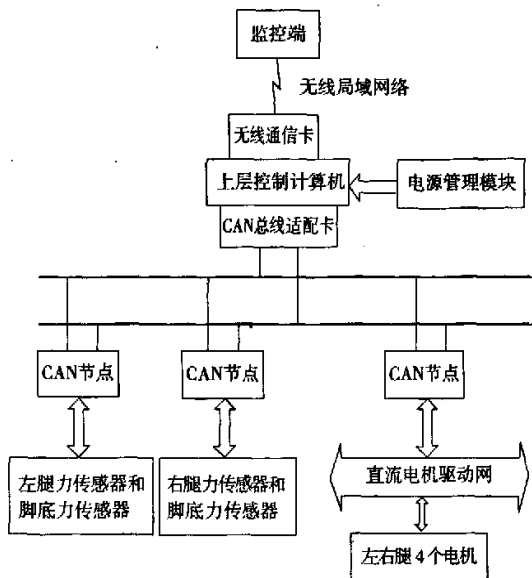 监控端
无线局域网络
无线通信卡
上层控制计算机
电源管理模块
CAN总线适配卡
CAN节点
CAN节点
CAN节点
左腿力传感器和
脚底力传感器
右腿力传感器和
脚底力传感器
直流电机驱动网
左右腿4个电机